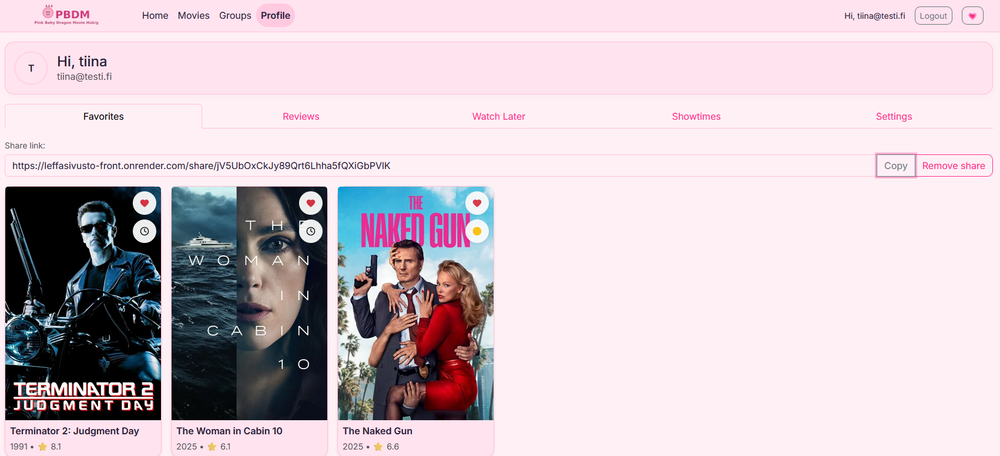 PBDM
Pink Baby Dragon Movie Hub/g
Home Movies Groups Profile
Hi, tiina@testi.fi Logout
T
Hi, tiina
tiina@testi.fi
Favorites Reviews Watch Later Showtimes Settings
Share link:
https://leffasivusto-front.onrender.com/share/jV5UbOxCkJy89Qrt6Lhha5fQXiGbPVlK Copy Remove share
TERMINATOR 2
JUDGMENT DAY
Terminator 2: Judgment Day
1991 • ⭐ 8.1
THE
WOMAN
IN
CABIN
10
The Woman in Cabin 10
2025 • ⭐ 6.1
THE
NAKED GUN
The Naked Gun
2025 • ⭐ 6.6